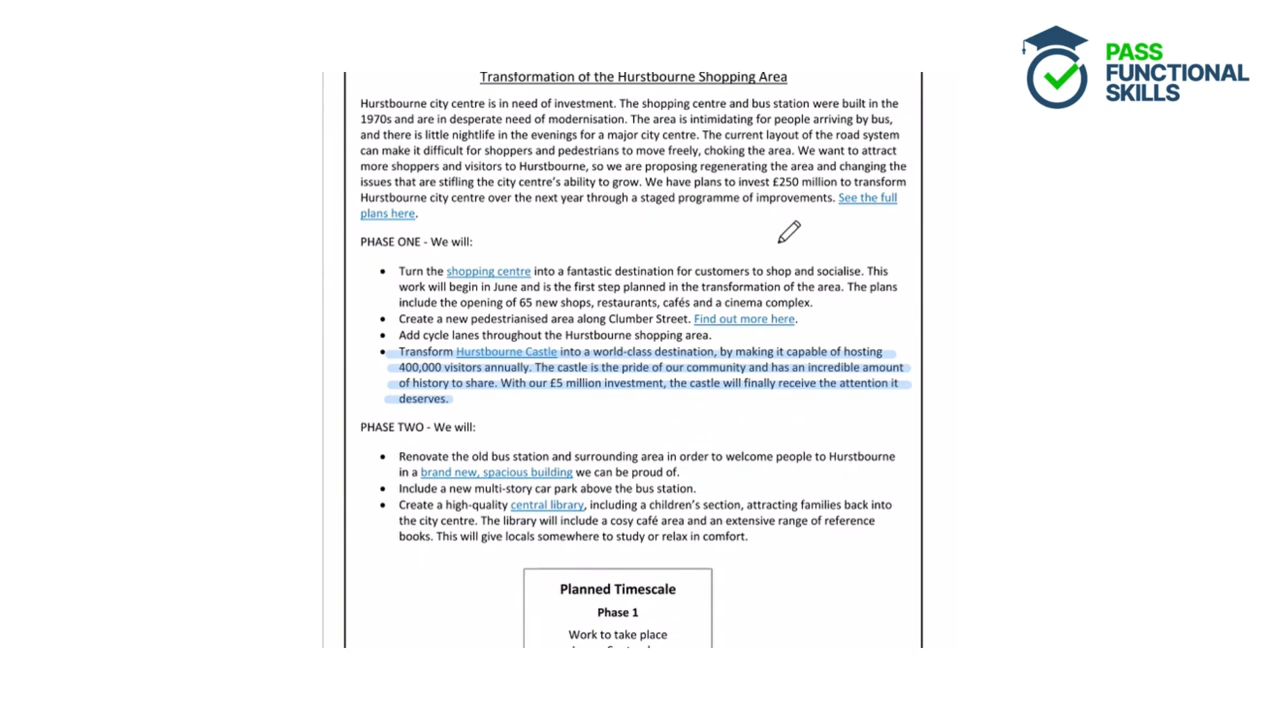 PASS
FUNCTIONAL
SKILLS
Transformation of the Hurstbourne Shopping Area
Hurstbourne city centre is in need of investment. The shopping centre and bus station were built in the
1970s and are in desperate need of modernisation. The area is intimidating for people arriving by bus,
and there is little nightlife in the evenings for a major city centre. The current layout of the road system
can make it difficult for shoppers and pedestrians to move freely, choking the area. We want to attract
more shoppers and visitors to Hurstbourne, so we are proposing regenerating the area and changing the
issues that are stifling the city centre's ability to grow. We have plans to invest £250 million to transform
Hurstbourne city centre over the next year through a staged programme of improvements. See the full
plans here.
PHASE ONE - We will:
• Turn the shopping centre into a fantastic destination for customers to shop and socialise. This
work will begin in June and is the first step planned in the transformation of the area. The plans
include the opening of 65 new shops, restaurants, cafés and a cinema complex.
• Create a new pedestrianised area along Clumber Street. Find out more here.
• Add cycle lanes throughout the Hurstbourne shopping area.
• Transform Hurstbourne Castle into a world-class destination, by making it capable of hosting
400,000 visitors annually. The castle is the pride of our community and has an incredible amount
of history to share. With our £5 million investment, the castle will finally receive the attention it
deserves.
PHASE TWO - We will:
• Renovate the old bus station and surrounding area in order to welcome people to Hurstbourne
in a brand new, spacious building we can be proud of.
• Include a new multi-story car park above the bus station.
• Create a high-quality central library, including a children's section, attracting families back into
the city centre. The library will include a cosy café area and an extensive range of reference
books. This will give locals somewhere to study or relax in comfort.
Planned Timescale
Phase 1
Work to take place